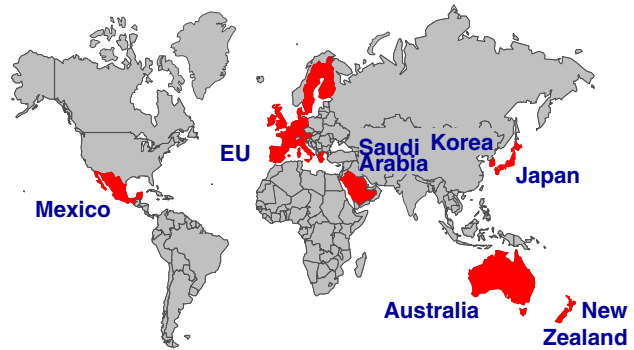 EU
Saudi
Arabia
Korea
Japan
Mexico
Australia
New
Zealand